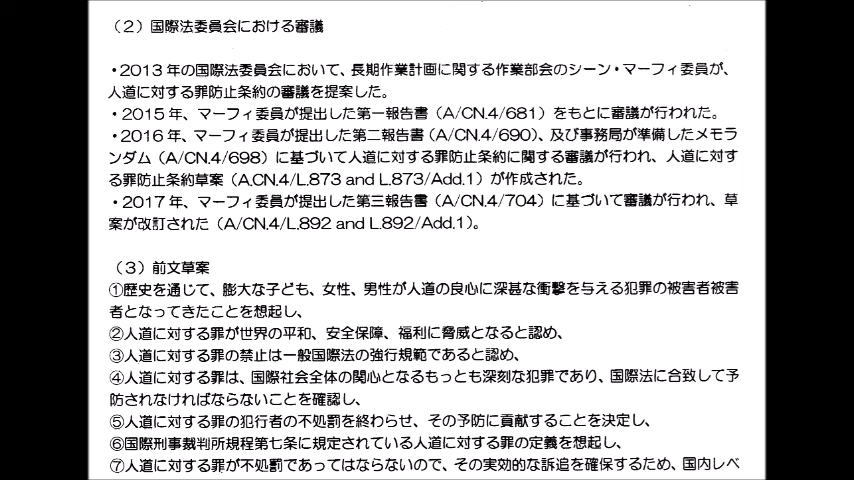 （2）国際法委員会における審議
・2013年の国際法委員会において、長期作業計画に関する作業部会のシーン・マーフィ委員が、
人道に対する罪防止条約の審議を提案した。
・2015年、マーフィ委員が提出した第一報告書（A/CN.4/681）をもとに審議が行われた。
・2016年、マーフィ委員が提出した第二報告書（A/CN.4/690）、及び事務局が準備したメモラ
ンダム（A/CN.4/698）に基づいて人道に対する罪防止条約に関する審議が行われ、人道に対す
る罪防止条約草案（A.CN.4/L.873 and L.873/Add.1）が作成された。
・2017年、マーフィ委員が提出した第三報告書（A/CN.4/704）に基づいて審議が行われ、草
案が改訂された（A/CN.4/L.892 and L.892/Add.1）。
（3）前文草案
①歴史を通じて、膨大な子ども、女性、男性が人道の良心に深甚な衝撃を与える犯罪の被害者被害
者となってきたことを想起し、
②人道に対する罪が世界の平和、安全保障、福利に脅威となると認め、
③人道に対する罪の禁止は一般国際法の強行規範であると認め、
④人道に対する罪は、国際社会全体の関心となるもっとも深刻な犯罪であり、国際法に合致して予
防されなければならないことを確認し、
⑤人道に対する罪の犯行者の不処罰を終わらせ、その予防に貢献することを決定し、
⑥国際刑事裁判所規程第七条に規定されている人道に対する罪の定義を想起し、
⑦人道に対する罪が不処罰であってはならないので、その実効的な訴追を確保するため、国内レベ